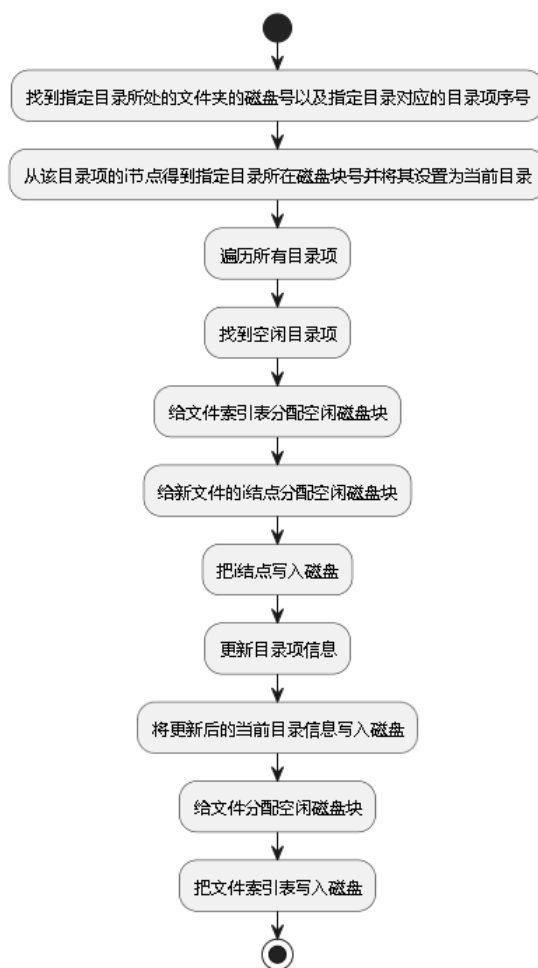 找到指定目录所处的文件夹的磁盘号以及指定目录对应的目录项序号
从该目录项的i节点得到指定目录所在磁盘块号并将其设置为当前目录
遍历所有目录项
找到空闲目录项
给文件索引表分配空闲磁盘块
给新文件的i结点分配空闲磁盘块
把i结点写入磁盘
更新目录项信息
将更新后的当前目录信息写入磁盘
给文件分配空闲磁盘块
把文件索引表写入磁盘